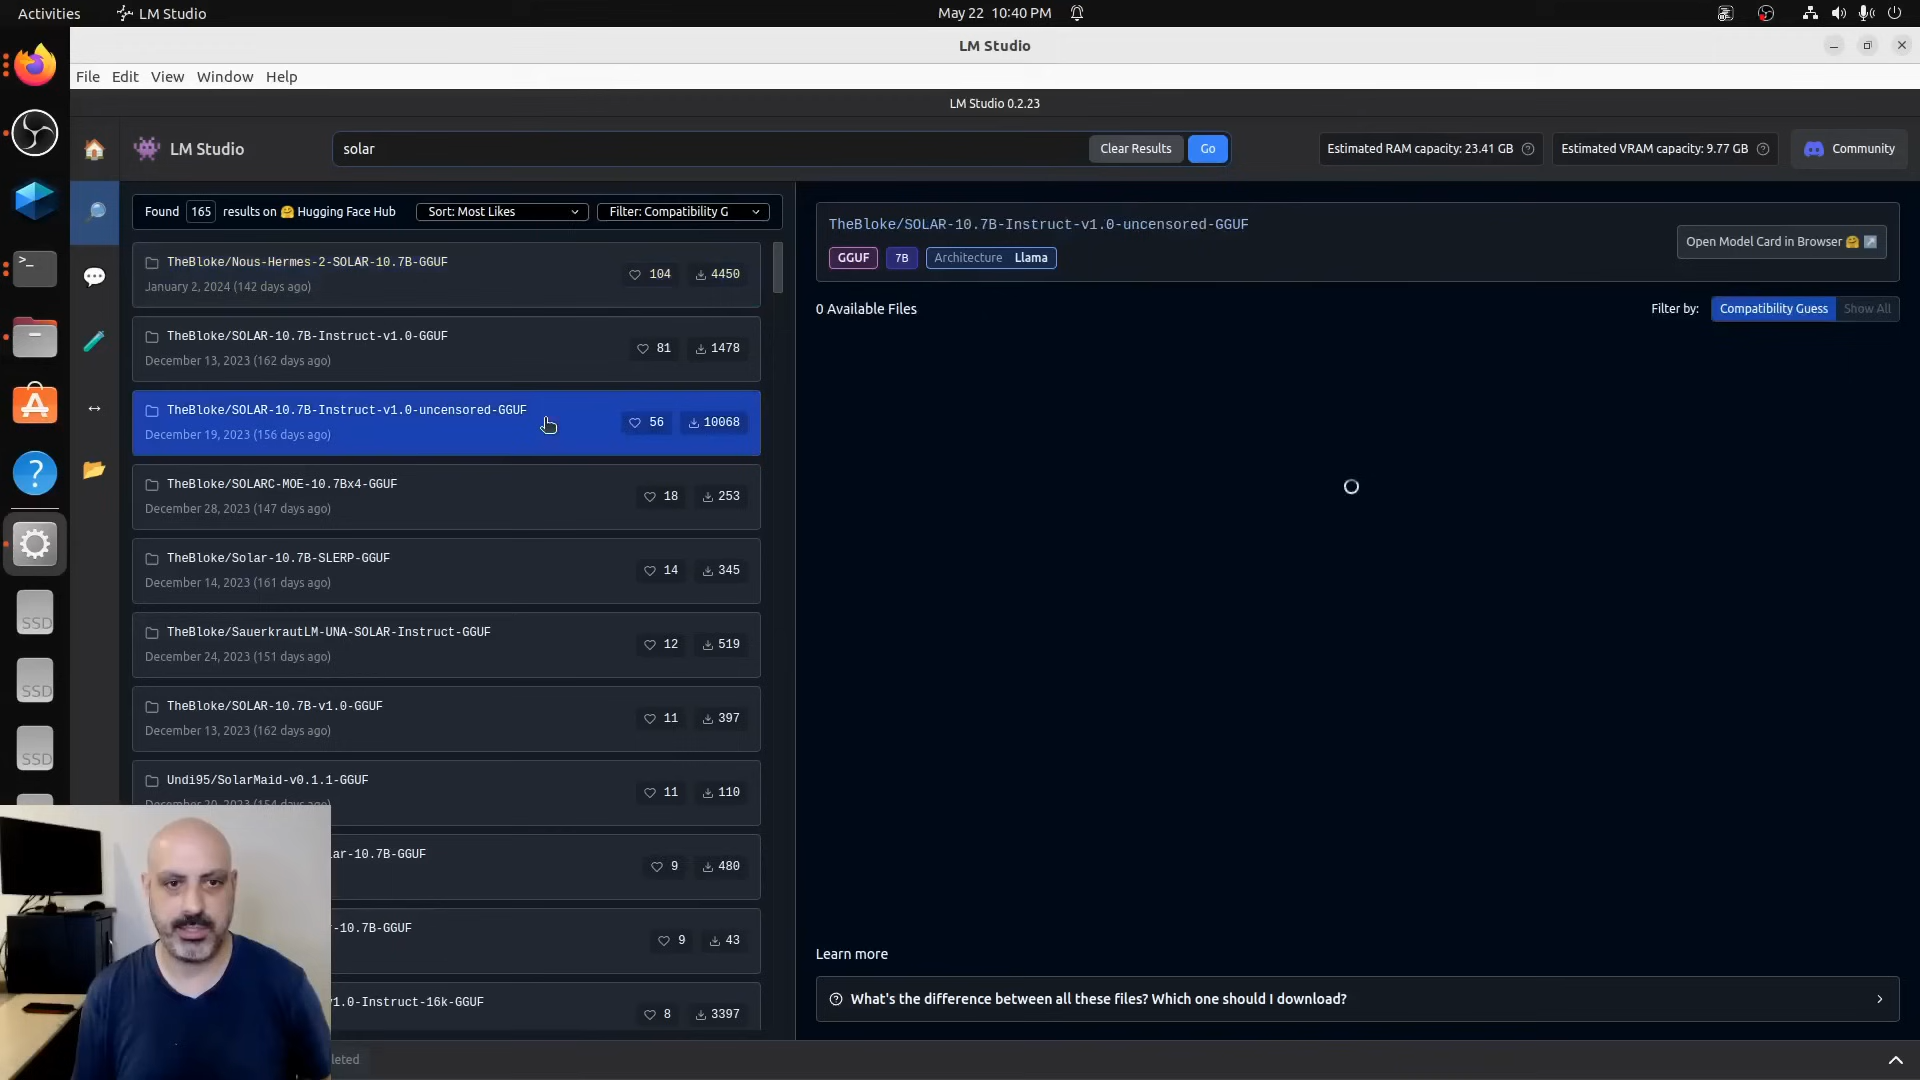 Activities
LM Studio
May 22 10:40 PM
LM Studio
File Edit View Window Help
LM Studio 0.2.23
LM Studio
solar
Clear Results
Go
Estimated RAM capacity: 23.41 GB
Estimated VRAM capacity: 9.77 GB
Community
Found 165 results on 🤗 Hugging Face Hub
Sort: Most Likes
Filter: Compatibility G
TheBloke/Nous-Hermes-2-SOLAR-10.7B-GGUF
104 4450
January 2, 2024 (142 days ago)
TheBloke/SOLAR-10.7B-Instruct-v1.0-GGUF
81 1478
December 13, 2023 (162 days ago)
TheBloke/SOLAR-10.7B-Instruct-v1.0-uncensored-GGUF
56 10068
December 19, 2023 (156 days ago)
TheBloke/SOLARC-MOE-10.7Bx4-GGUF
18 253
December 28, 2023 (147 days ago)
TheBloke/Solar-10.7B-SLERP-GGUF
14 345
December 14, 2023 (161 days ago)
TheBloke/SauerkrautLM-UNA-SOLAR-Instruct-GGUF
12 519
December 24, 2023 (151 days ago)
TheBloke/SOLAR-10.7B-v1.0-GGUF
11 397
December 13, 2023 (162 days ago)
Undi95/SolarMaid-v0.1.1-GGUF
11 110
December 20, 2023 (154 days ago)
ar-10.7B-GGUF
9 480
-10.7B-GGUF
9 43
1.0-Instruct-16k-GGUF
8 3397
leted
TheBloke/SOLAR-10.7B-Instruct-v1.0-uncensored-GGUF
GGUF 7B Architecture Llama
Open Model Card in Browser 🤗
0 Available Files
Filter by: Compatibility Guess Show All
Learn more
What's the difference between all these files? Which one should I download?
SSD
SSD
SSD